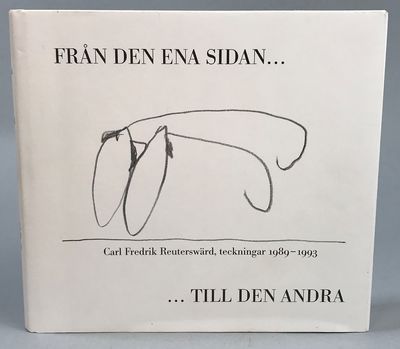 FRÅN DEN ENA SIDAN...
Carl Fredrik Reuterswärd, teckningar 1989–1993
... TILL DEN ANDRA